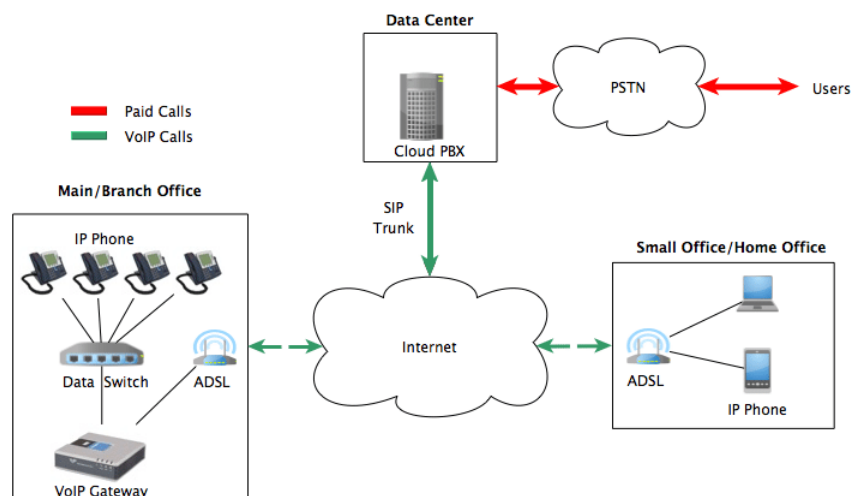 Data Center
PSTN
Users
Cloud PBX
Paid Calls
VoIP Calls
Main/Branch Office
IP Phone
Data Switch
ADSL
VoIP Gateway
SIP
Trunk
Internet
Small Office/Home Office
ADSL
IP Phone